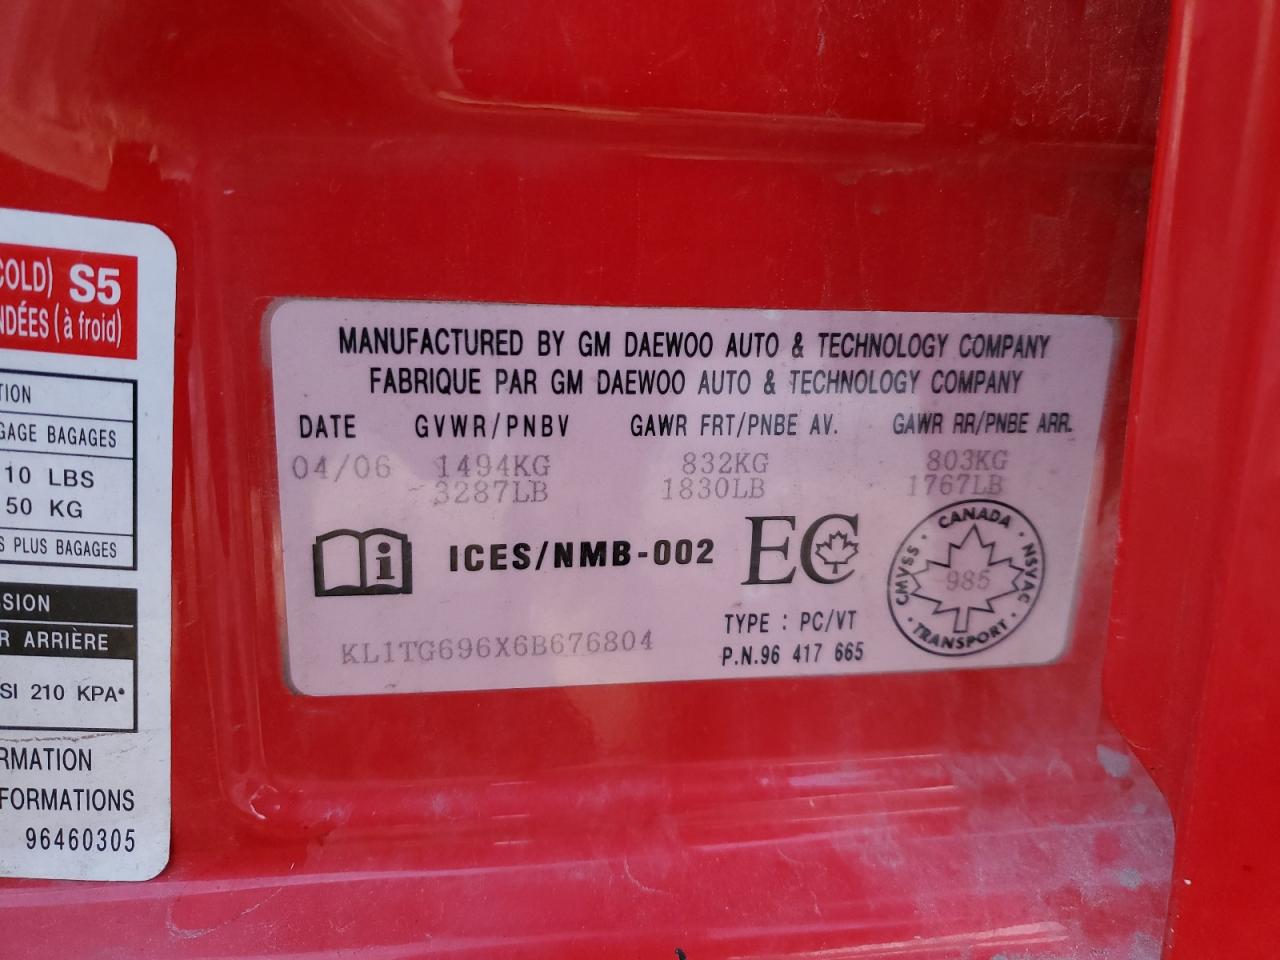 COLD) S5
NDÉES (à froid)
TION
GAGE BAGAGES
10 LBS
50 KG
S PLUS BAGAGES
SSION
R ARRIÈRE
SI 210 KPA*
RMATION
FORMATIONS
96460305
MANUFACTURED BY GM DAEWOO AUTO & TECHNOLOGY COMPANY
FABRIQUE PAR GM DAEWOO AUTO & TECHNOLOGY COMPANY
DATE GVWR/PNBV GAWR FRT/PNBE AV. GAWR RR/PNBE ARR.
04/06 1494KG 832KG 803KG
3287LB 1830LB 1767LB
i ICES/NMB-002 EC
CANADA
CMVSS · NSVAC
985
· TRANSPORT ·
TYPE : PC/VT
KL1TG696X6B676804 P.N.96 417 665